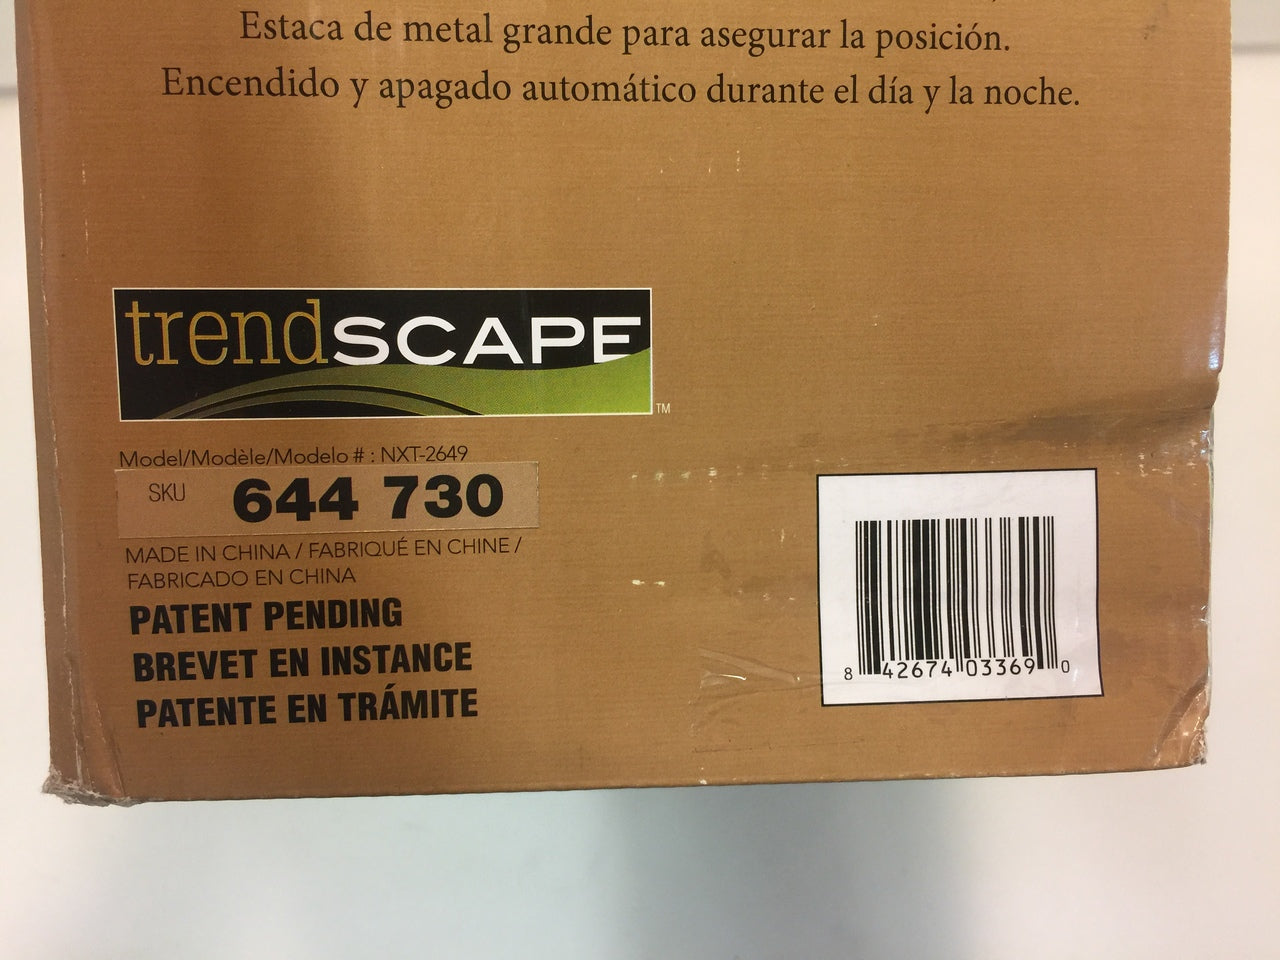 Estaca de metal grande para asegurar la posición.
Encendido y apagado automático durante el día y la noche.
trendSCAPE
TM
Model/Modèle/Modelo # : NXT-2649
SKU 644 730
MADE IN CHINA / FABRIQUÉ EN CHINE /
FABRICADO EN CHINA
PATENT PENDING
BREVET EN INSTANCE
PATENTE EN TRÁMITE
8 42674 03369 0